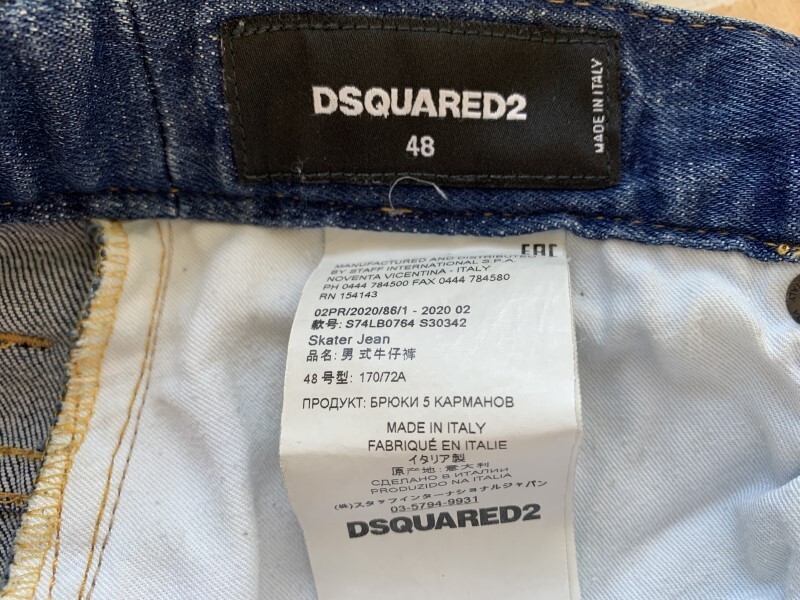 DSQUARED2
48
MADE IN ITALY
EAC
MANUFACTURED AND DISTRIBUTED
BY STAFF INTERNATIONAL S.P.A.
NOVENTA VICENTINA - ITALY
PH 0444 784500 FAX 0444 784580
RN 154143
02PR/2020/86/1 - 2020 02
款号: S74LB0764 S30342
Skater Jean
品名: 男式牛仔裤
48 号型: 170/72A
ПРОДУКТ: БРЮКИ 5 КАРМАНОВ
MADE IN ITALY
FABRIQUÉ EN ITALIE
イタリア製
原产地: 意大利
СДЕЛАНО В ИТАЛИИ
PRODUZIDO NA ITALIA
(株)スタッフインターナショナルジャパン
03-5794-9931
DSQUARED2